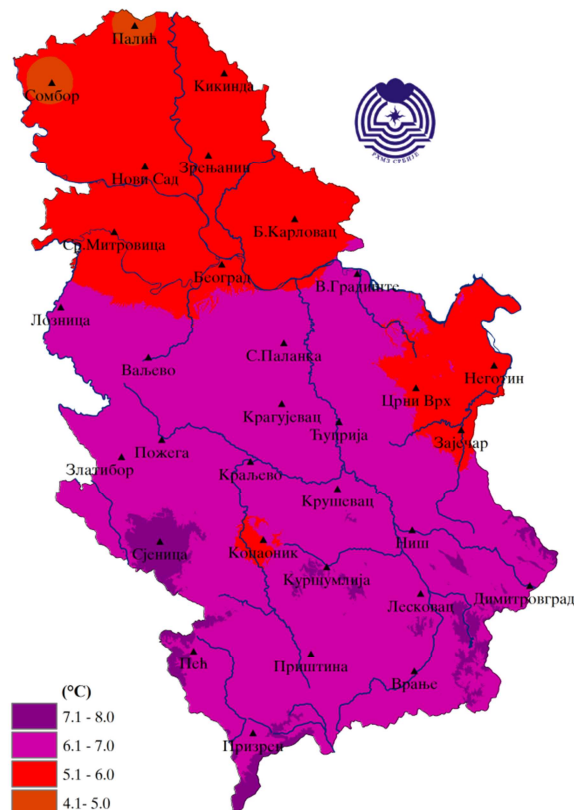 Палић
Сомбор
Кикинда
Зрењанин
Нови Сад
Б.Карловац
Ср.Митровица
Београд
В.Градиште
Лозница
С.Паланка
Ваљево
Неготин
Црни Врх
Крагујевац
Ћуприја
Зајечар
Пожега
Златибор
Краљево
Крушевац
Ниш
Сјеница
Копаоник
Куршумлија
Димитровград
Лесковац
Пећ
Приштина
Врање
Призрен
(°C)
7.1 - 8.0
6.1 - 7.0
5.1 - 6.0
4.1- 5.0
РХМЗ СРБИЈЕ